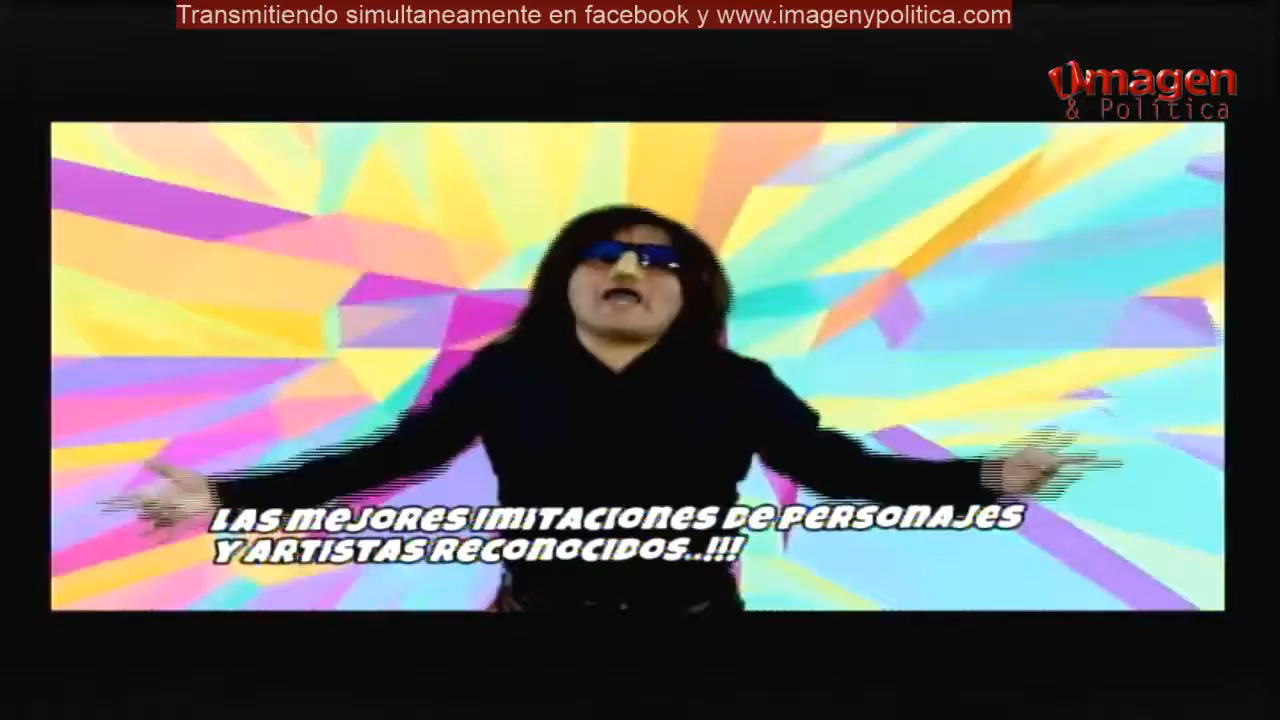 Transmitiendo simultaneamente en facebook y www.imagenypolitica.com
Imagen
& Política
LAS MEJORES IMITACIONES DE PERSONAJES
Y ARTISTAS RECONOCIDOS..!!!